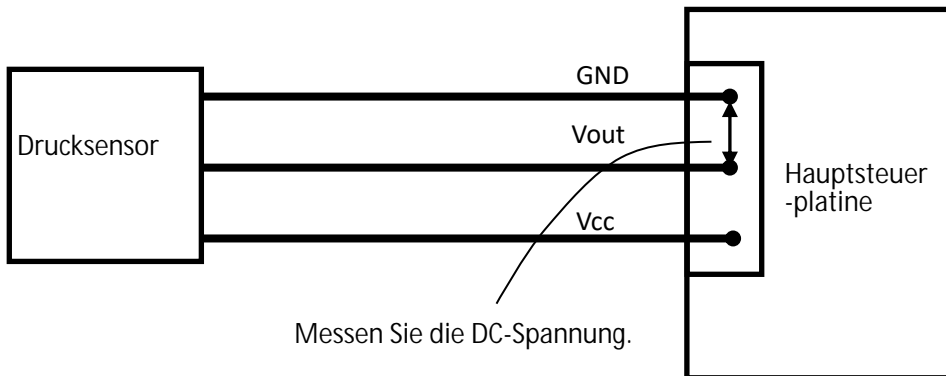 GND
Drucksensor
Vout
Hauptsteuer
-platine
Vcc
Messen Sie die DC-Spannung.